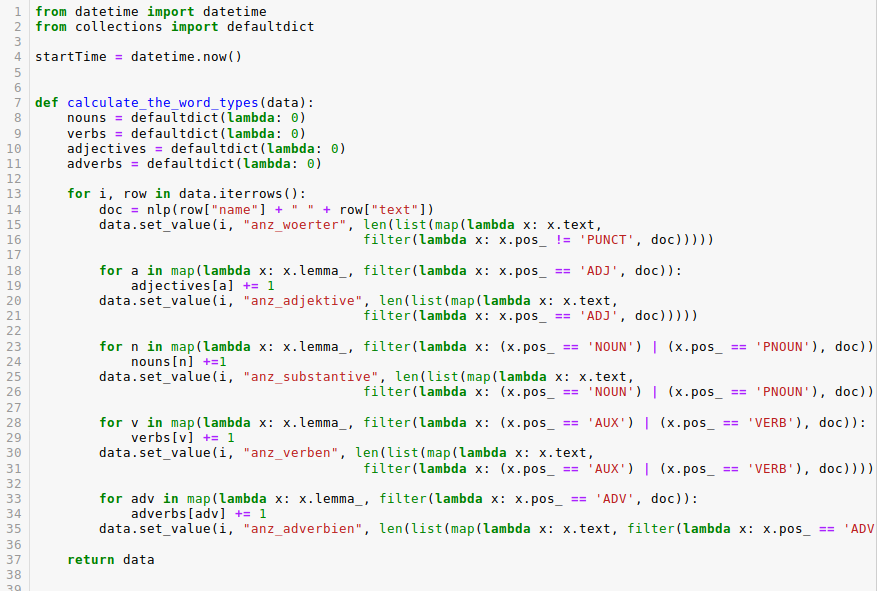 1 from datetime import datetime
2 from collections import defaultdict
3
4 startTime = datetime.now()
5
6
7 def calculate_the_word_types(data):
8     nouns = defaultdict(lambda: 0)
9     verbs = defaultdict(lambda: 0)
10     adjectives = defaultdict(lambda: 0)
11     adverbs = defaultdict(lambda: 0)
12
13     for i, row in data.iterrows():
14         doc = nlp(row["name"] + " " + row["text"])
15         data.set_value(i, "anz_woerter", len(list(map(lambda x: x.text,
16                                          filter(lambda x: x.pos_ != 'PUNCT', doc)))))
17
18         for a in map(lambda x: x.lemma_, filter(lambda x: x.pos_ == 'ADJ', doc)):
19             adjectives[a] += 1
20         data.set_value(i, "anz_adjektive", len(list(map(lambda x: x.text,
21                                          filter(lambda x: x.pos_ == 'ADJ', doc)))))
22
23         for n in map(lambda x: x.lemma_, filter(lambda x: (x.pos_ == 'NOUN') | (x.pos_ == 'PNOUN'), doc))
24             nouns[n] +=1
25         data.set_value(i, "anz_substantive", len(list(map(lambda x: x.text,
26                                          filter(lambda x: (x.pos_ == 'NOUN') | (x.pos_ == 'PNOUN'), doc))
27
28         for v in map(lambda x: x.lemma_, filter(lambda x: (x.pos_ == 'AUX') | (x.pos_ == 'VERB'), doc)):
29             verbs[v] += 1
30         data.set_value(i, "anz_verben", len(list(map(lambda x: x.text,
31                                          filter(lambda x: (x.pos_ == 'AUX') | (x.pos_ == 'VERB'), doc))))
32
33         for adv in map(lambda x: x.lemma_, filter(lambda x: x.pos_ == 'ADV', doc)):
34             adverbs[adv] += 1
35         data.set_value(i, "anz_adverbien", len(list(map(lambda x: x.text, filter(lambda x: x.pos_ == 'ADV
36
37     return data
38
39